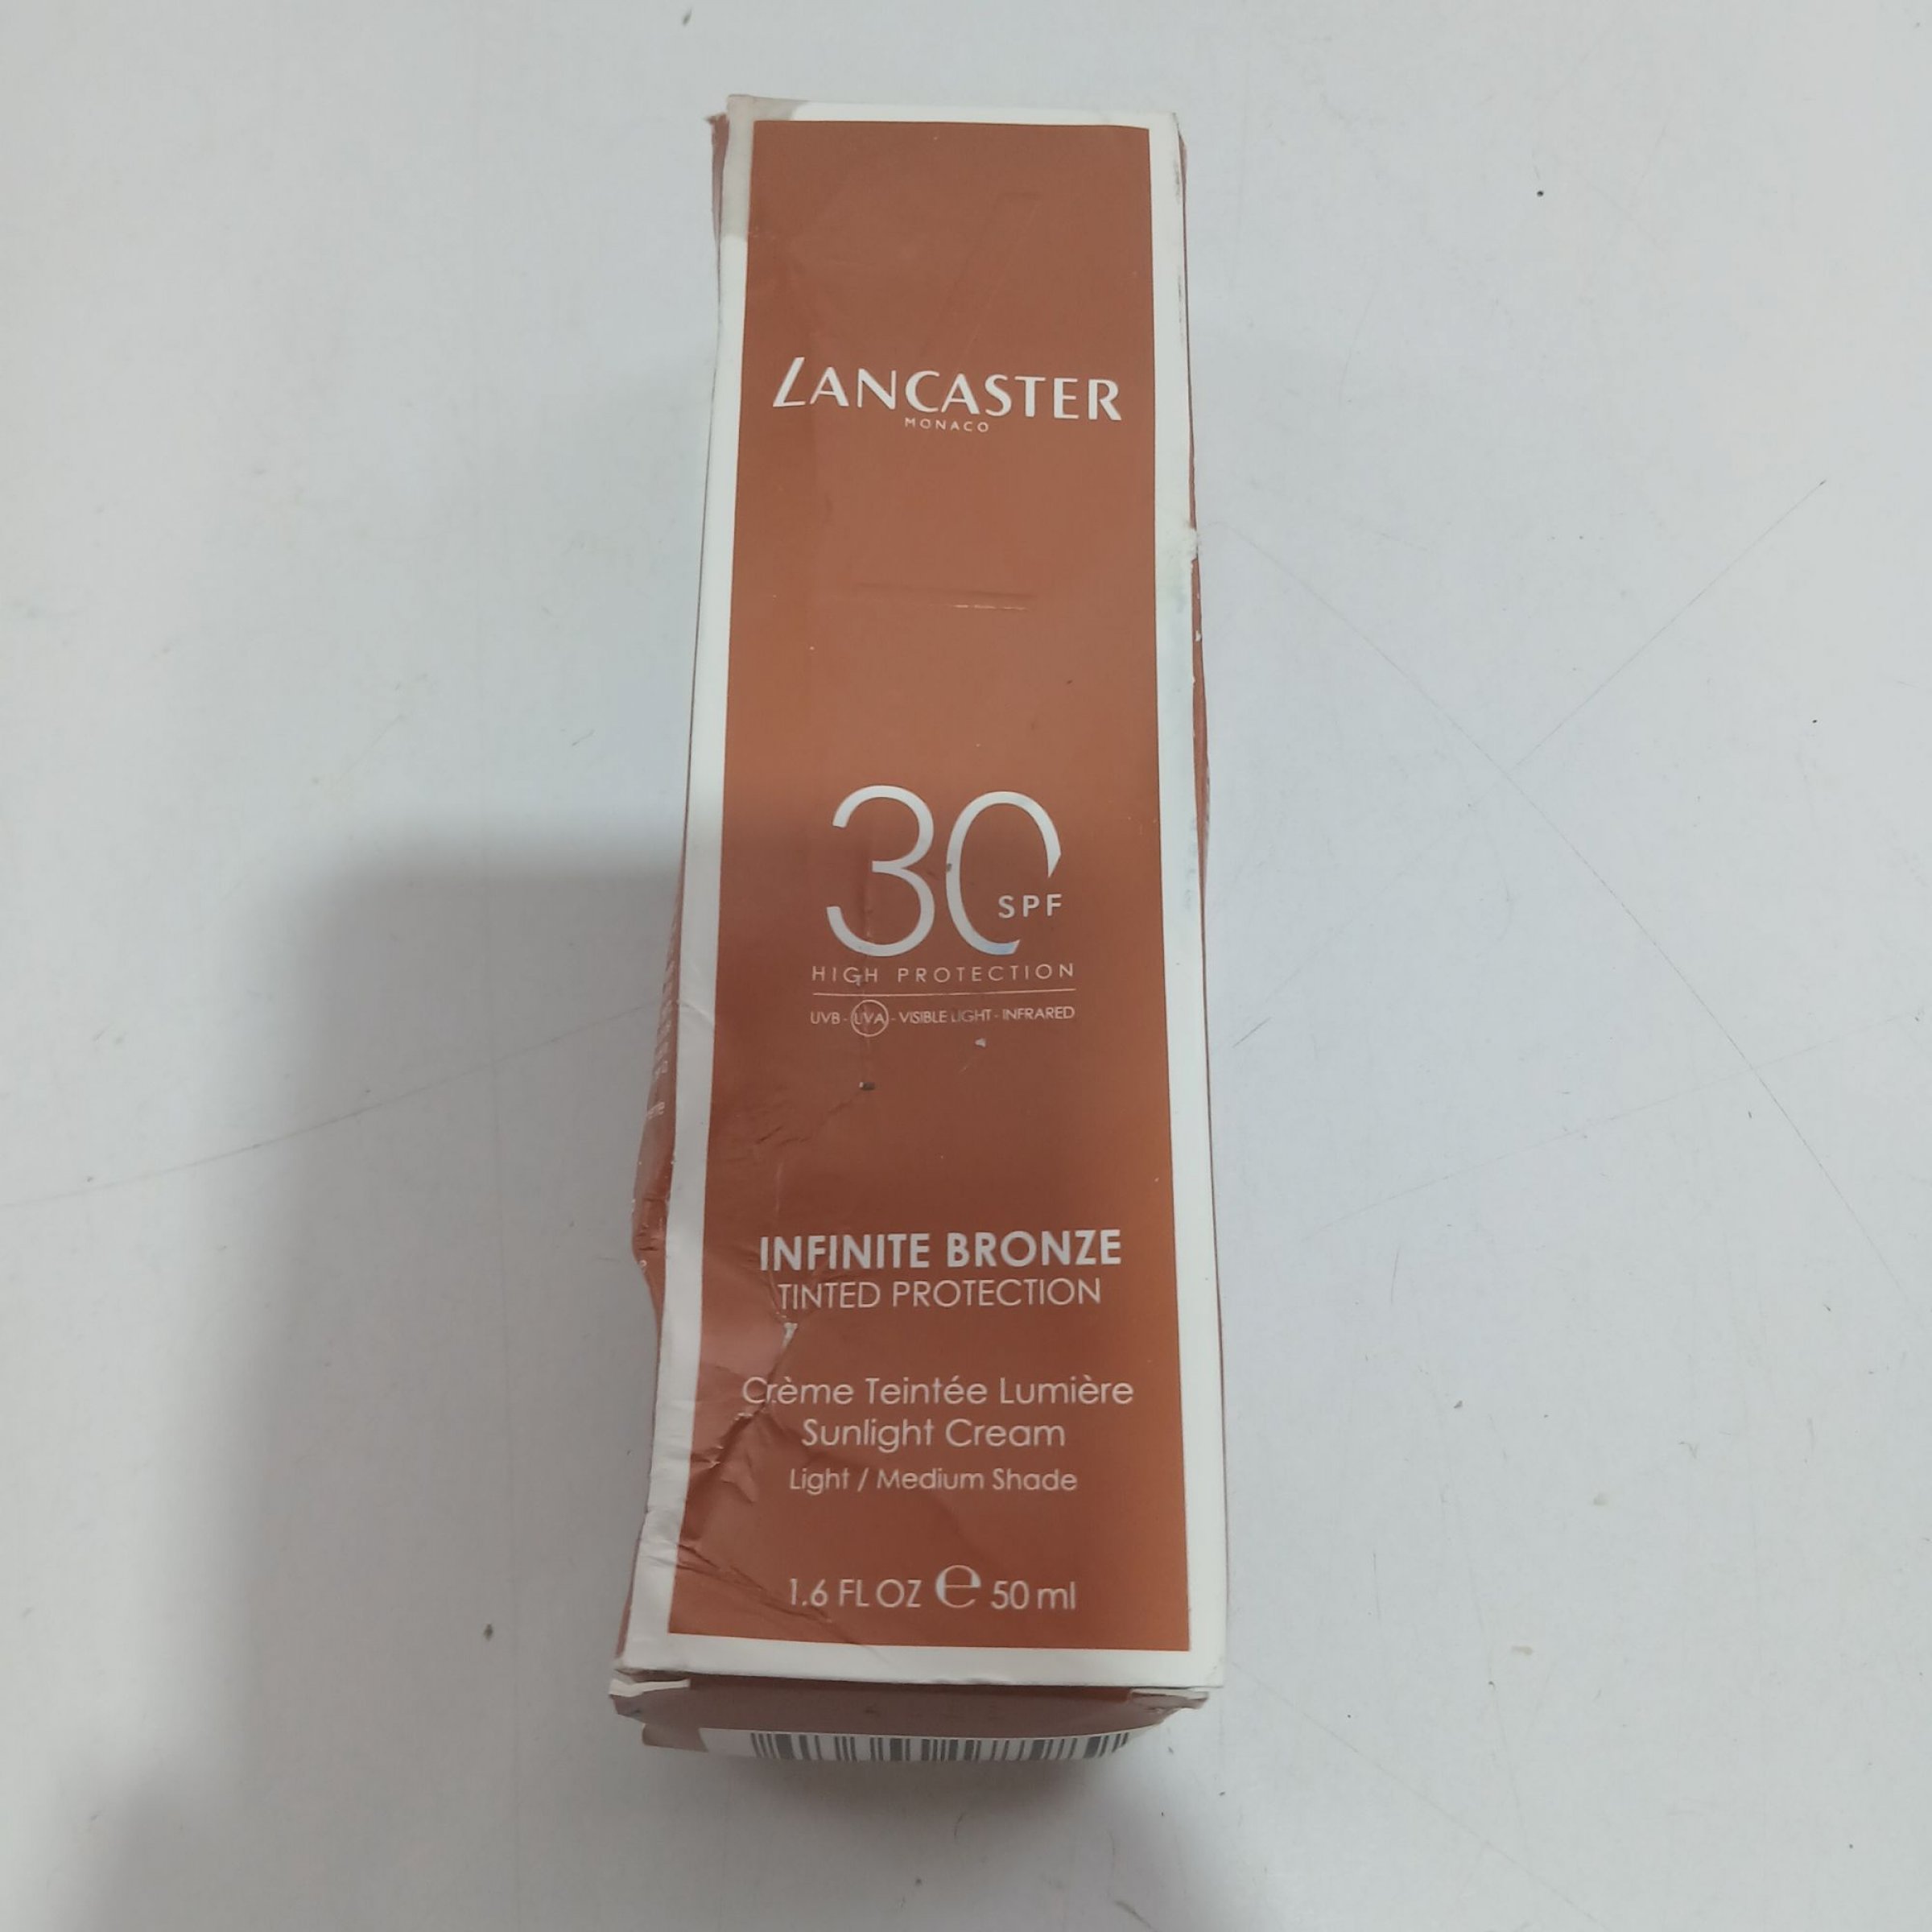 LANCASTER
MONACO
30
SPF
HIGH PROTECTION
UVB - UVA - VISIBLE LIGHT - INFRARED
INFINITE BRONZE
TINTED PROTECTION
Crème Teintée Lumière
Sunlight Cream
Light / Medium Shade
1.6 FL OZ e 50 ml